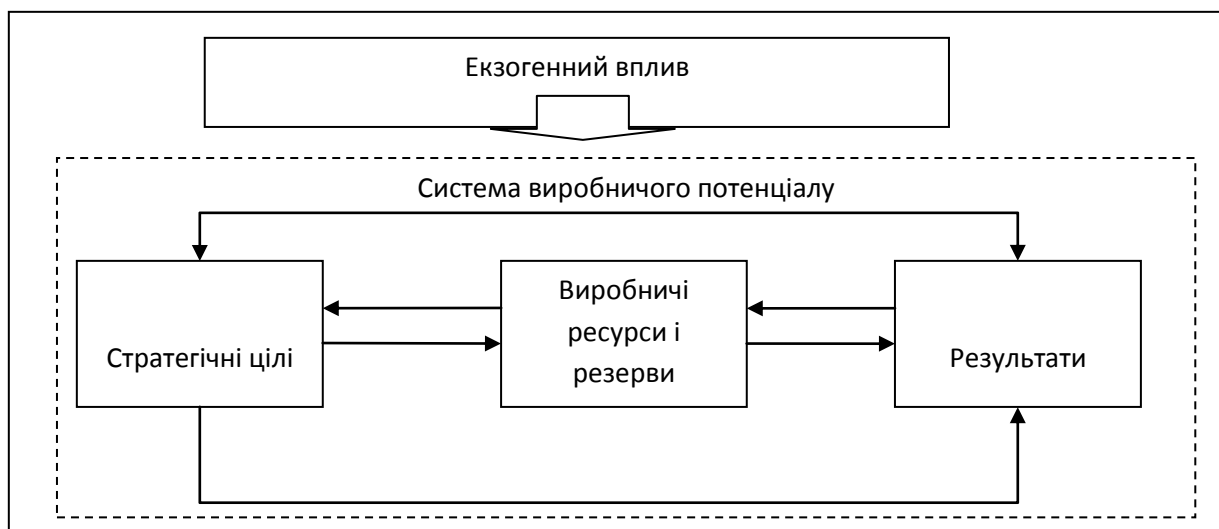 Екзогенний вплив
Система виробничого потенціалу
Стратегічні цілі
Виробничі
ресурси і
резерви
Результати